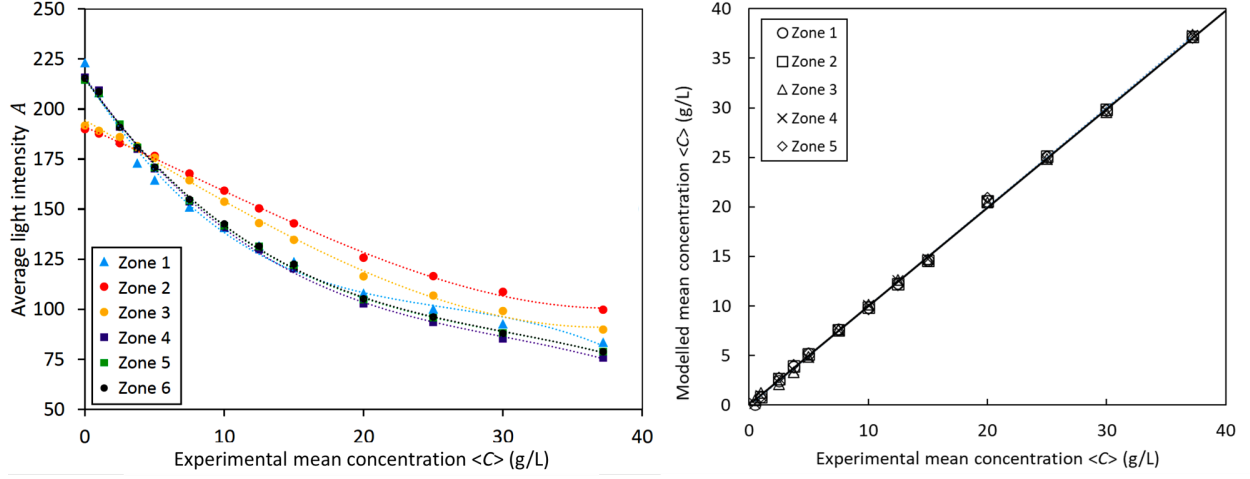 250
225
200
175
150
125
100
75
50
Average light intensity A
Zone 1
Zone 2
Zone 3
Zone 4
Zone 5
Zone 6
0 10 20 30 40
Experimental mean concentration <C> (g/L)
40
35
30
25
20
15
10
5
0
Modelled mean concentration <C> (g/L)
Zone 1
Zone 2
Zone 3
Zone 4
Zone 5
0 10 20 30 40
Experimental mean concentration <C> (g/L)